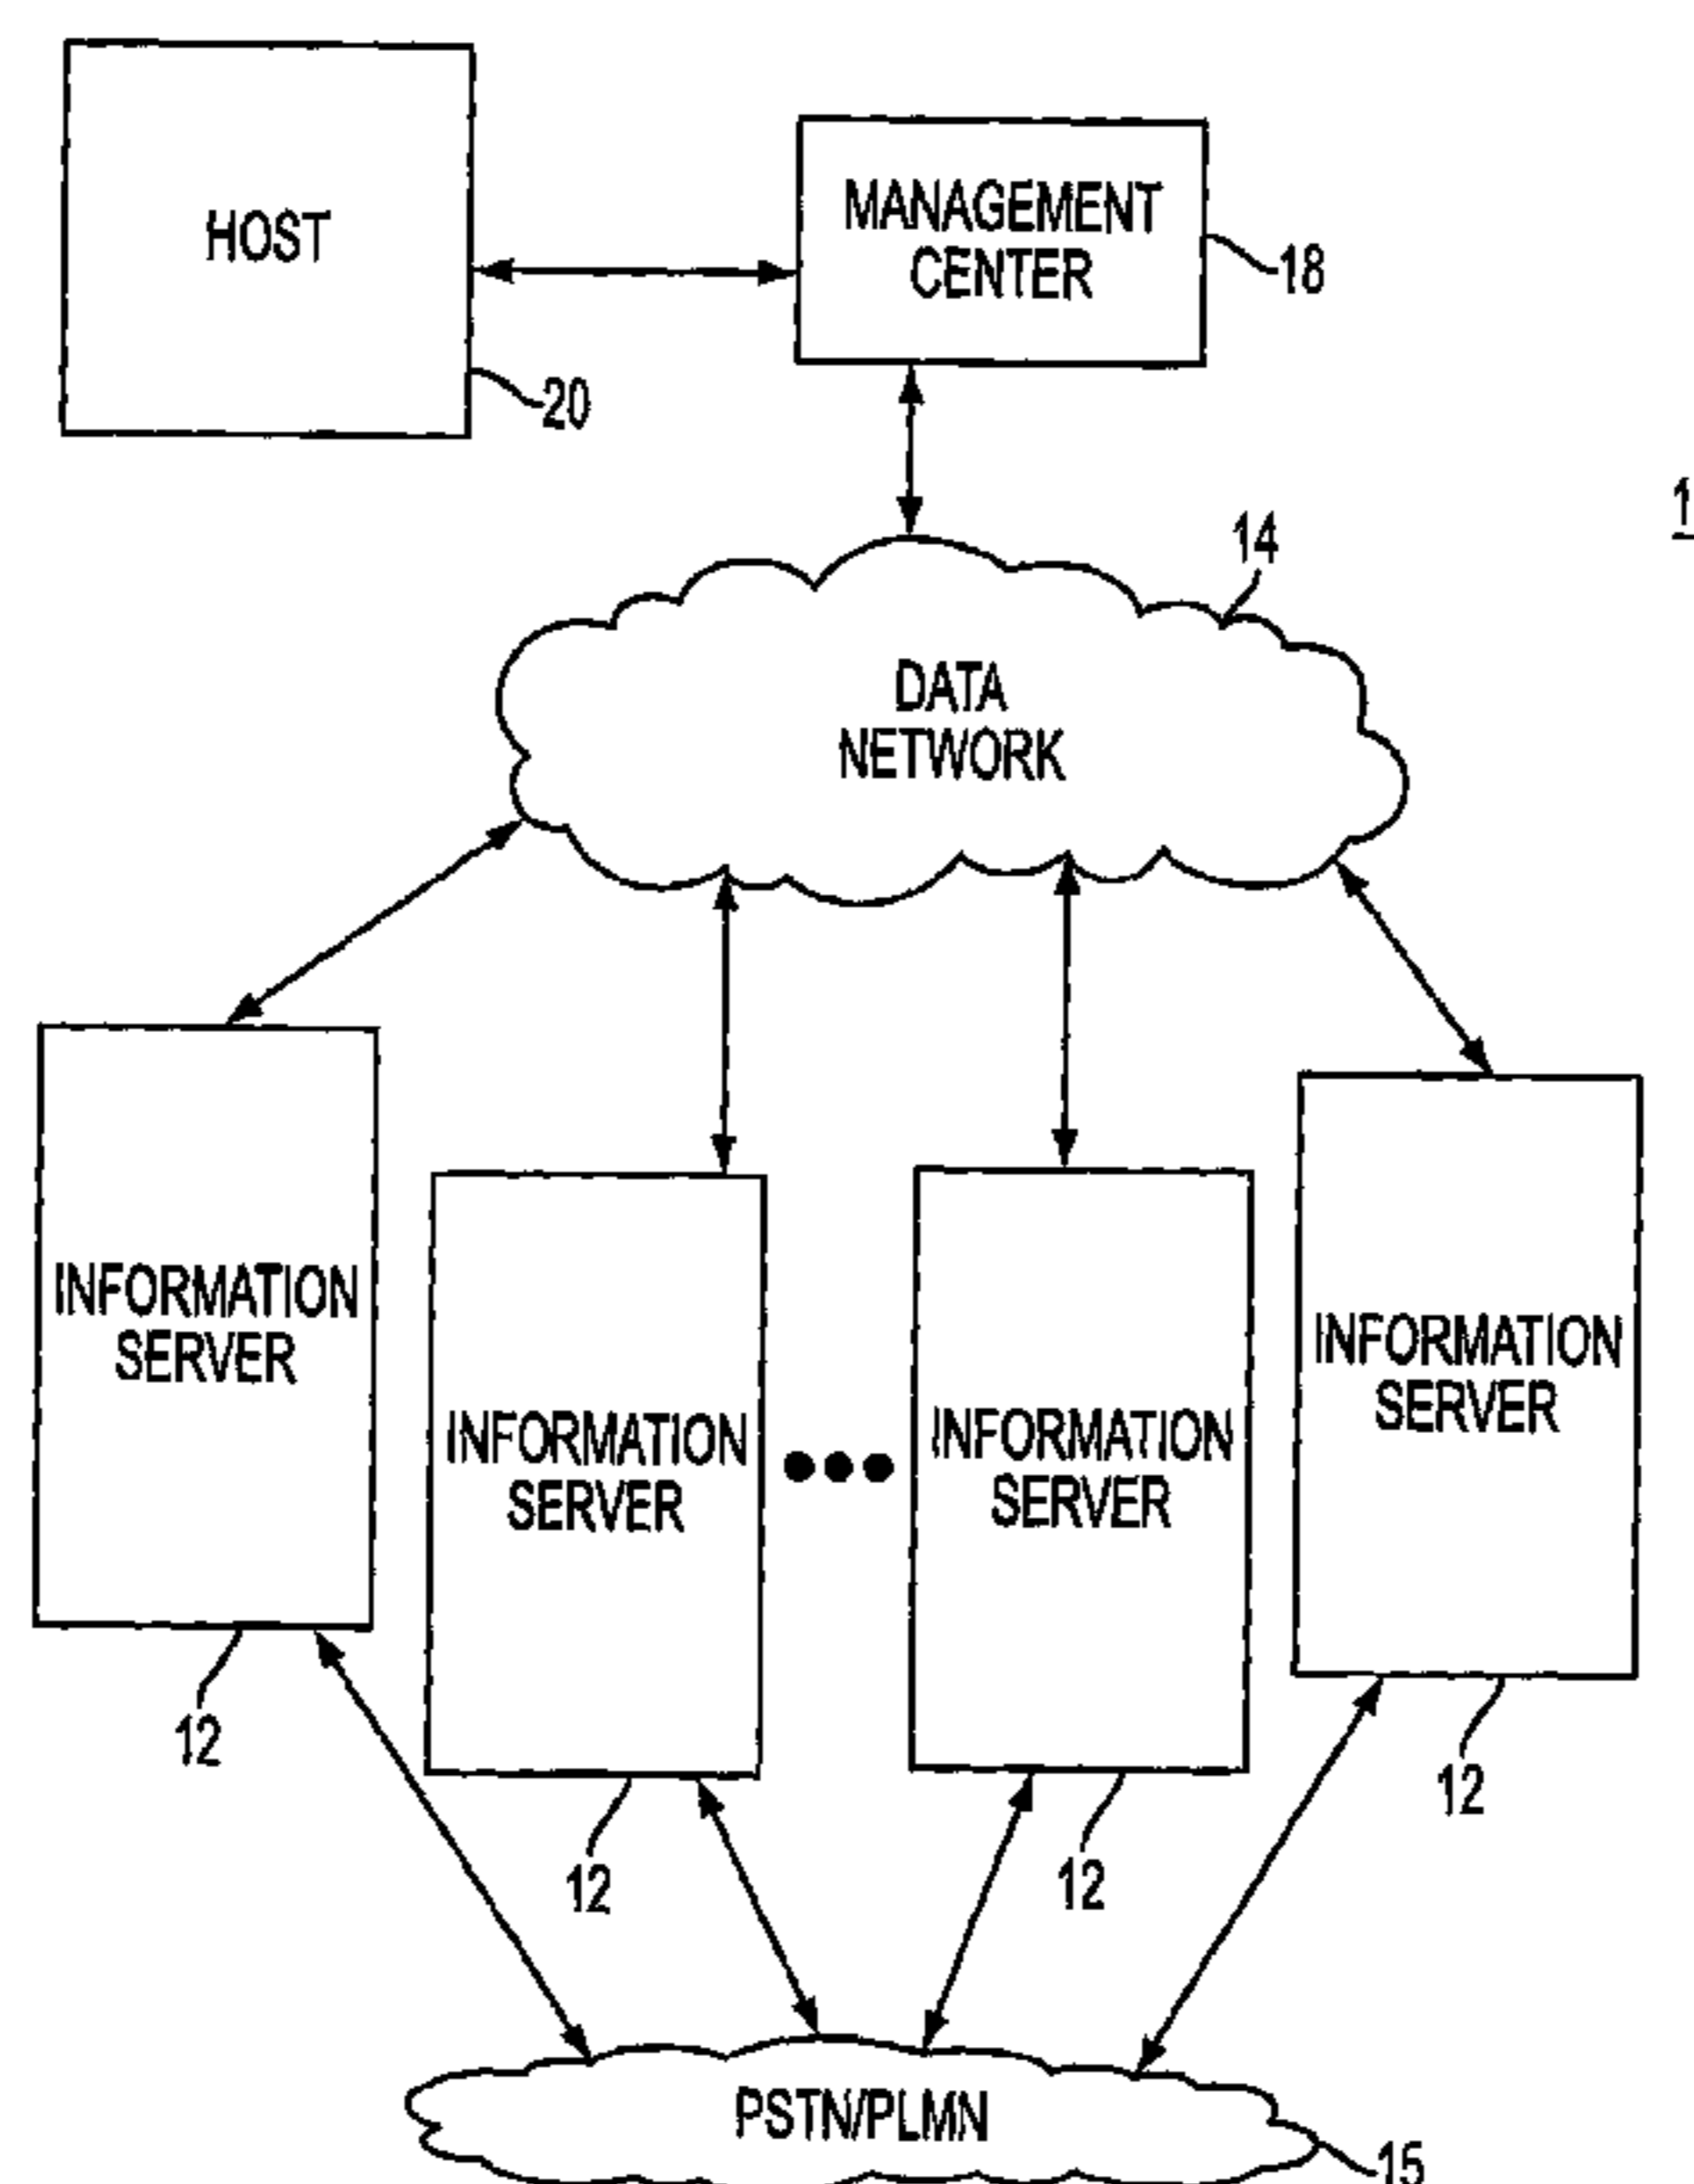 HOST
MANAGEMENT
CENTER
18
20
1
14
DATA
NETWORK
INFORMATION
SERVER
INFORMATION
SERVER
INFORMATION
SERVER
INFORMATION
SERVER
12
12
12
12
PSTN/PLMN
15